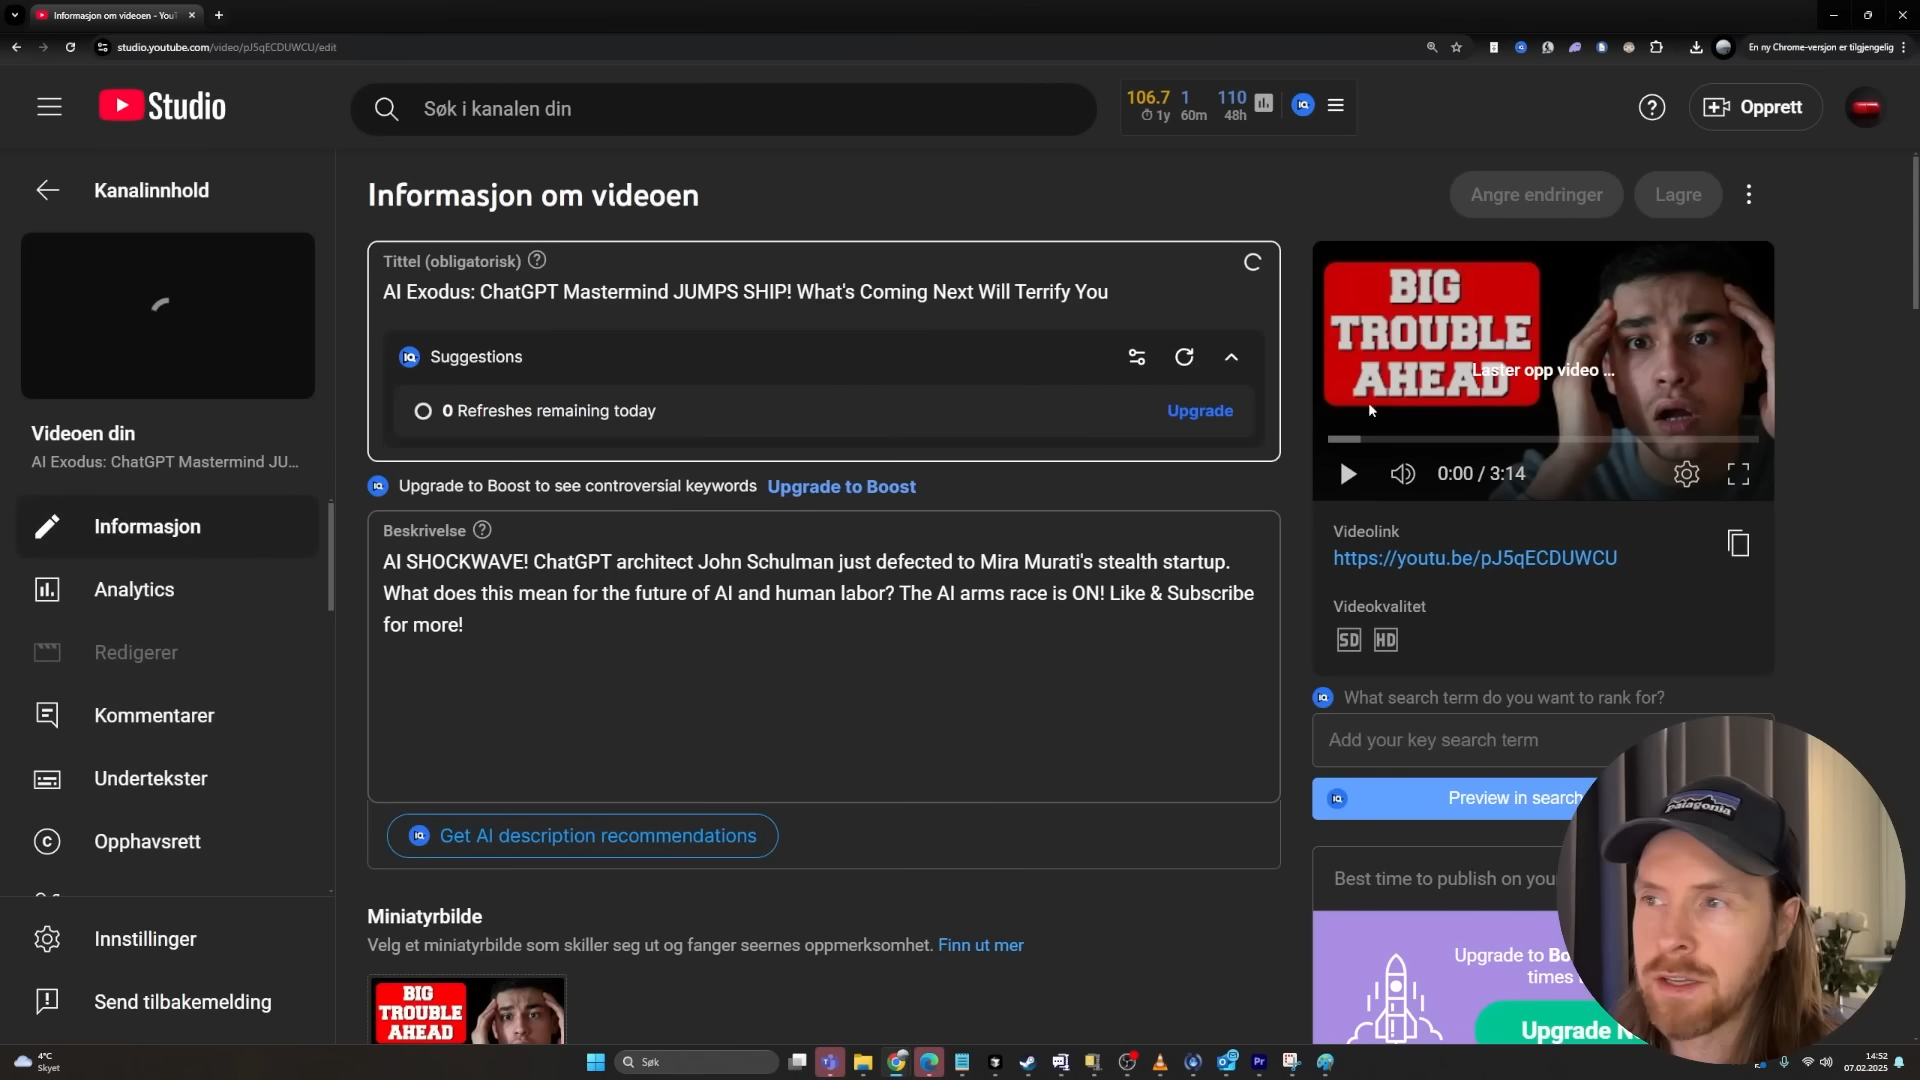 Informasjon om videoen - YouT
studio.youtube.com/video/pJ5qECDUWCU/edit
En ny Chrome-versjon er tilgjengelig
Studio
Søk i kanalen din
106.7 1 110
1y 60m 48h
Opprett
Kanalinnhold
Informasjon om videoen
Angre endringer
Lagre
Tittel (obligatorisk)
AI Exodus: ChatGPT Mastermind JUMPS SHIP! What's Coming Next Will Terrify You
Suggestions
0 Refreshes remaining today
Upgrade
Upgrade to Boost to see controversial keywords Upgrade to Boost
Beskrivelse
AI SHOCKWAVE! ChatGPT architect John Schulman just defected to Mira Murati's stealth startup.
What does this mean for the future of AI and human labor? The AI arms race is ON! Like & Subscribe
for more!
Get AI description recommendations
Miniatyrbilde
Velg et miniatyrbilde som skiller seg ut og fanger seernes oppmerksomhet. Finn ut mer
BIG
TROUBLE
AHEAD
Videoen din
AI Exodus: ChatGPT Mastermind JU...
Informasjon
Analytics
Redigerer
Kommentarer
Undertekster
Opphavsrett
Innstillinger
Send tilbakemelding
BIG
TROUBLE
AHEAD
Laster opp video ...
0:00 / 3:14
Videolink
https://youtu.be/pJ5qECDUWCU
Videokvalitet
SD HD
What search term do you want to rank for?
Add your key search term
Preview in search
Best time to publish on you
Upgrade to Bo
times
Upgrade N
patagonia
4°C
Skyet
Søk
14:52
07.02.2025